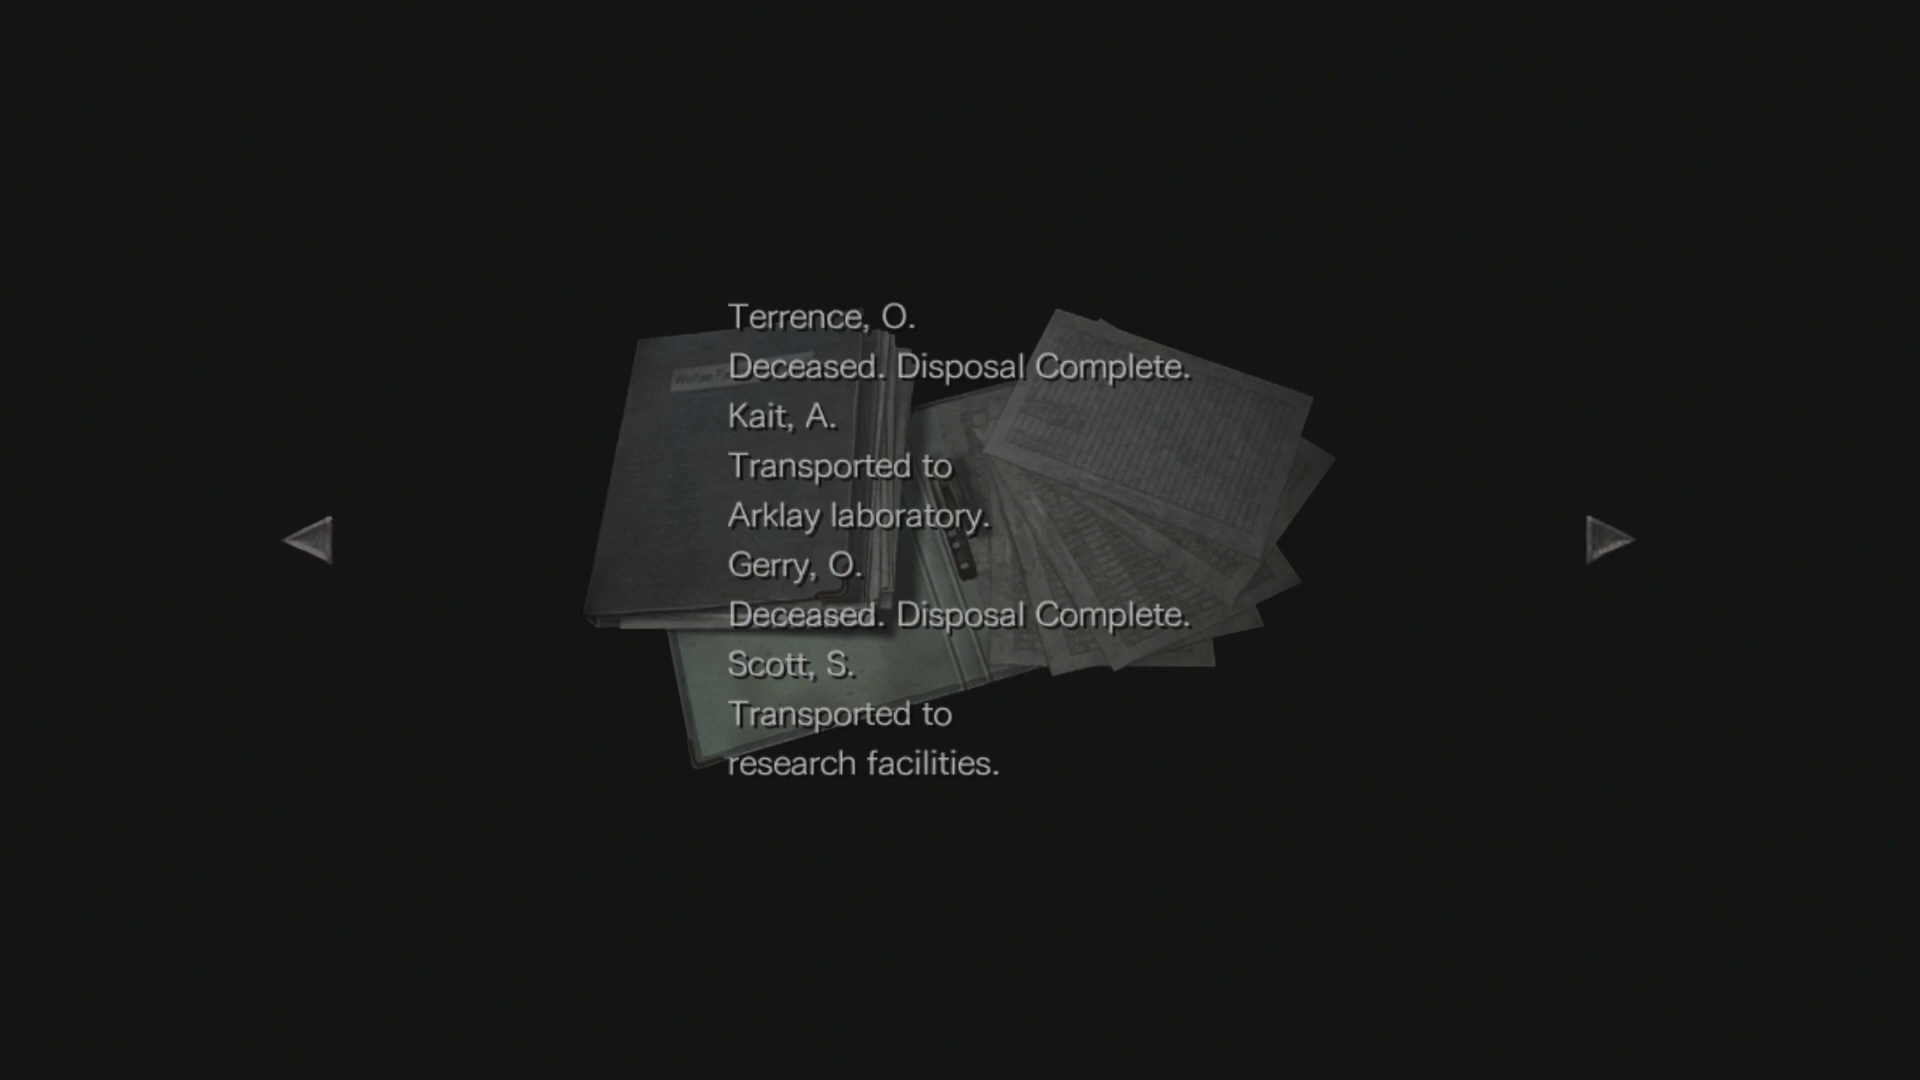 Terrence, O.
Deceased. Disposal Complete.
Kait, A.
Transported to
Arklay laboratory.
Gerry, O.
Deceased. Disposal Complete.
Scott, S.
Transported to
research facilities.